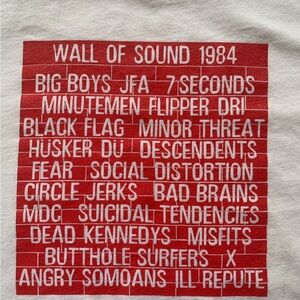 WALL OF SOUND 1984
BIG BOYS JFA 7 SECONDS
MINUTEMEN FLIPPER DRI
BLACK FLAG MINOR THREAT
HÜSKER DÜ DESCENDENTS
FEAR SOCIAL DISTORTION
CIRCLE JERKS BAD BRAINS
MDC SUICIDAL TENDENCIES
DEAD KENNEDYS MISFITS
BUTTHOLE SURFERS X
ANGRY SOMOANS ILL REPUTE